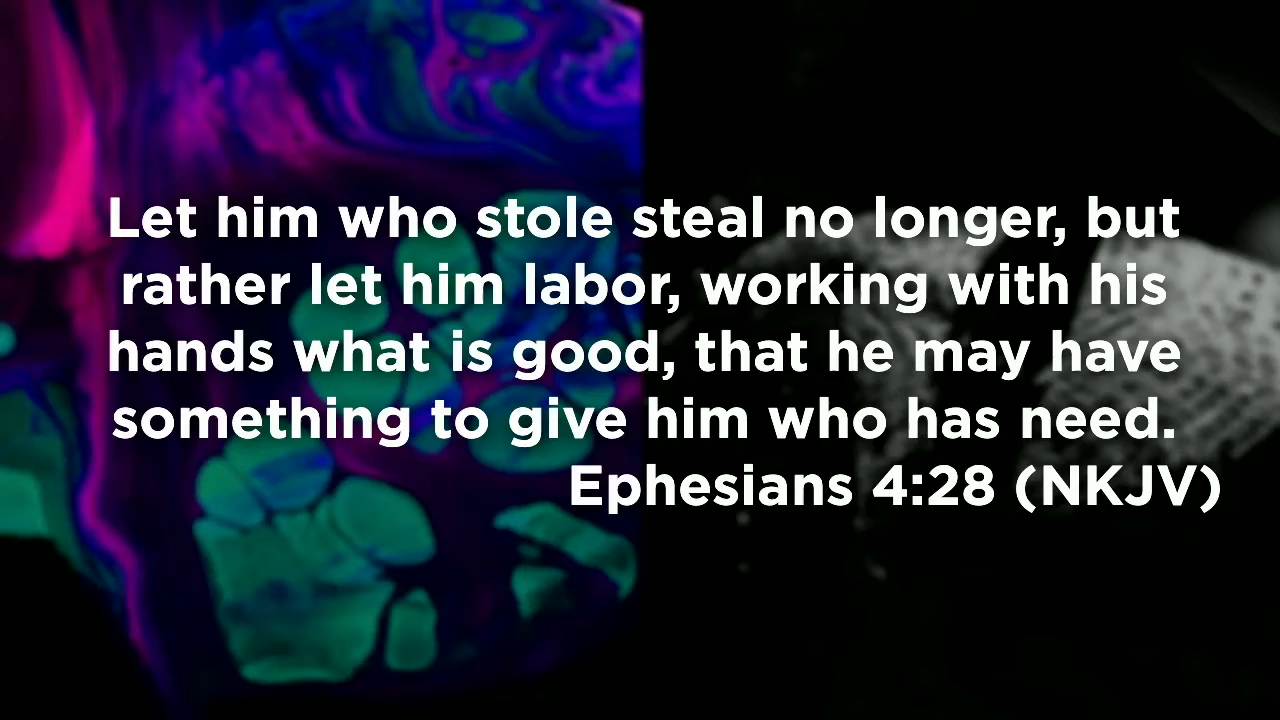 Let him who stole steal no longer, but
rather let him labor, working with his
hands what is good, that he may have
something to give him who has need.
Ephesians 4:28 (NKJV)